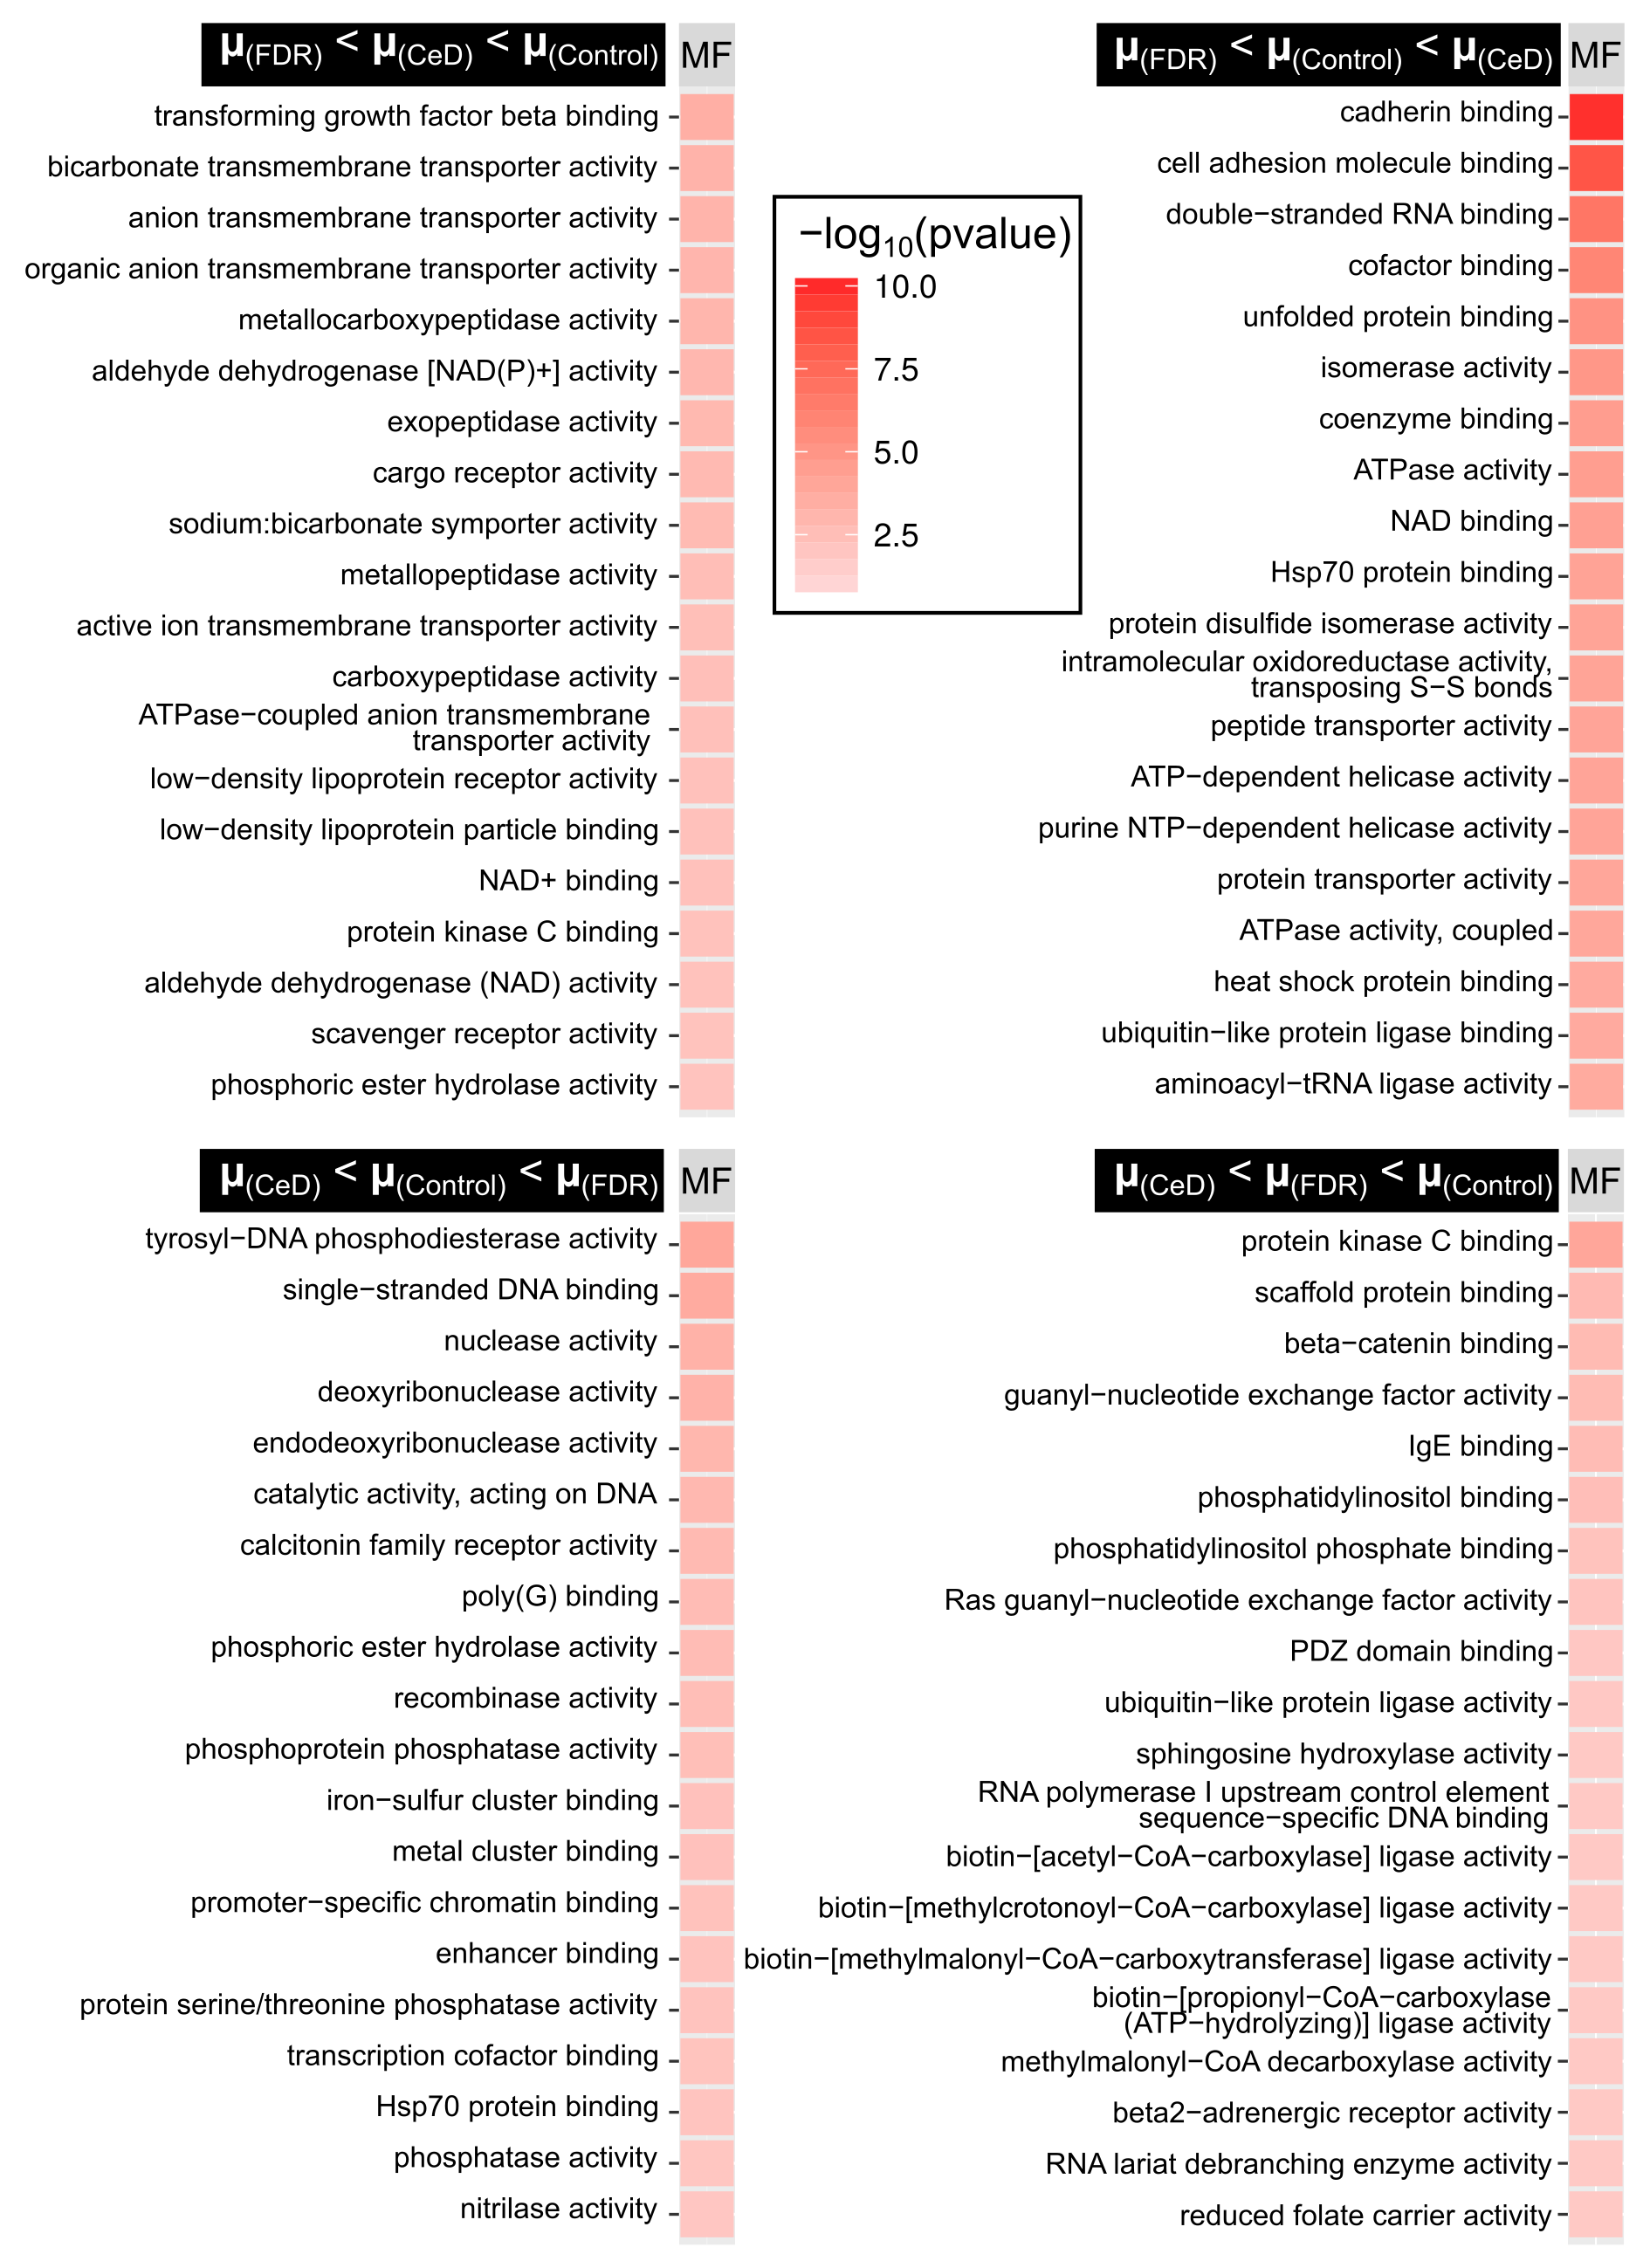 μ(FDR) < μ(CeD) < μ(Control) MF
transforming growth factor beta binding
bicarbonate transmembrane transporter activity
anion transmembrane transporter activity
organic anion transmembrane transporter activity
metallocarboxypeptidase activity
aldehyde dehydrogenase [NAD(P)+] activity
exopeptidase activity
cargo receptor activity
sodium:bicarbonate symporter activity
metallopeptidase activity
active ion transmembrane transporter activity
carboxypeptidase activity
ATPase−coupled anion transmembrane
transporter activity
low−density lipoprotein receptor activity
low−density lipoprotein particle binding
NAD+ binding
protein kinase C binding
aldehyde dehydrogenase (NAD) activity
scavenger receptor activity
phosphoric ester hydrolase activity
−log10(pvalue)
10.0
7.5
5.0
2.5
μ(FDR) < μ(Control) < μ(CeD) MF
cadherin binding
cell adhesion molecule binding
double−stranded RNA binding
cofactor binding
unfolded protein binding
isomerase activity
coenzyme binding
ATPase activity
NAD binding
Hsp70 protein binding
protein disulfide isomerase activity
intramolecular oxidoreductase activity,
transposing S−S bonds
peptide transporter activity
ATP−dependent helicase activity
purine NTP−dependent helicase activity
protein transporter activity
ATPase activity, coupled
heat shock protein binding
ubiquitin−like protein ligase binding
aminoacyl−tRNA ligase activity
μ(CeD) < μ(Control) < μ(FDR) MF
tyrosyl−DNA phosphodiesterase activity
single−stranded DNA binding
nuclease activity
deoxyribonuclease activity
endodeoxyribonuclease activity
catalytic activity, acting on DNA
calcitonin family receptor activity
poly(G) binding
phosphoric ester hydrolase activity
recombinase activity
phosphoprotein phosphatase activity
iron−sulfur cluster binding
metal cluster binding
promoter−specific chromatin binding
enhancer binding
protein serine/threonine phosphatase activity
transcription cofactor binding
Hsp70 protein binding
phosphatase activity
nitrilase activity
μ(CeD) < μ(FDR) < μ(Control) MF
protein kinase C binding
scaffold protein binding
beta−catenin binding
guanyl−nucleotide exchange factor activity
IgE binding
phosphatidylinositol binding
phosphatidylinositol phosphate binding
Ras guanyl−nucleotide exchange factor activity
PDZ domain binding
ubiquitin−like protein ligase activity
sphingosine hydroxylase activity
RNA polymerase I upstream control element
sequence−specific DNA binding
biotin−[acetyl−CoA−carboxylase] ligase activity
biotin−[methylcrotonoyl−CoA−carboxylase] ligase activity
biotin−[methylmalonyl−CoA−carboxytransferase] ligase activity
biotin−[propionyl−CoA−carboxylase
(ATP−hydrolyzing)] ligase activity
methylmalonyl−CoA decarboxylase activity
beta2−adrenergic receptor activity
RNA lariat debranching enzyme activity
reduced folate carrier activity